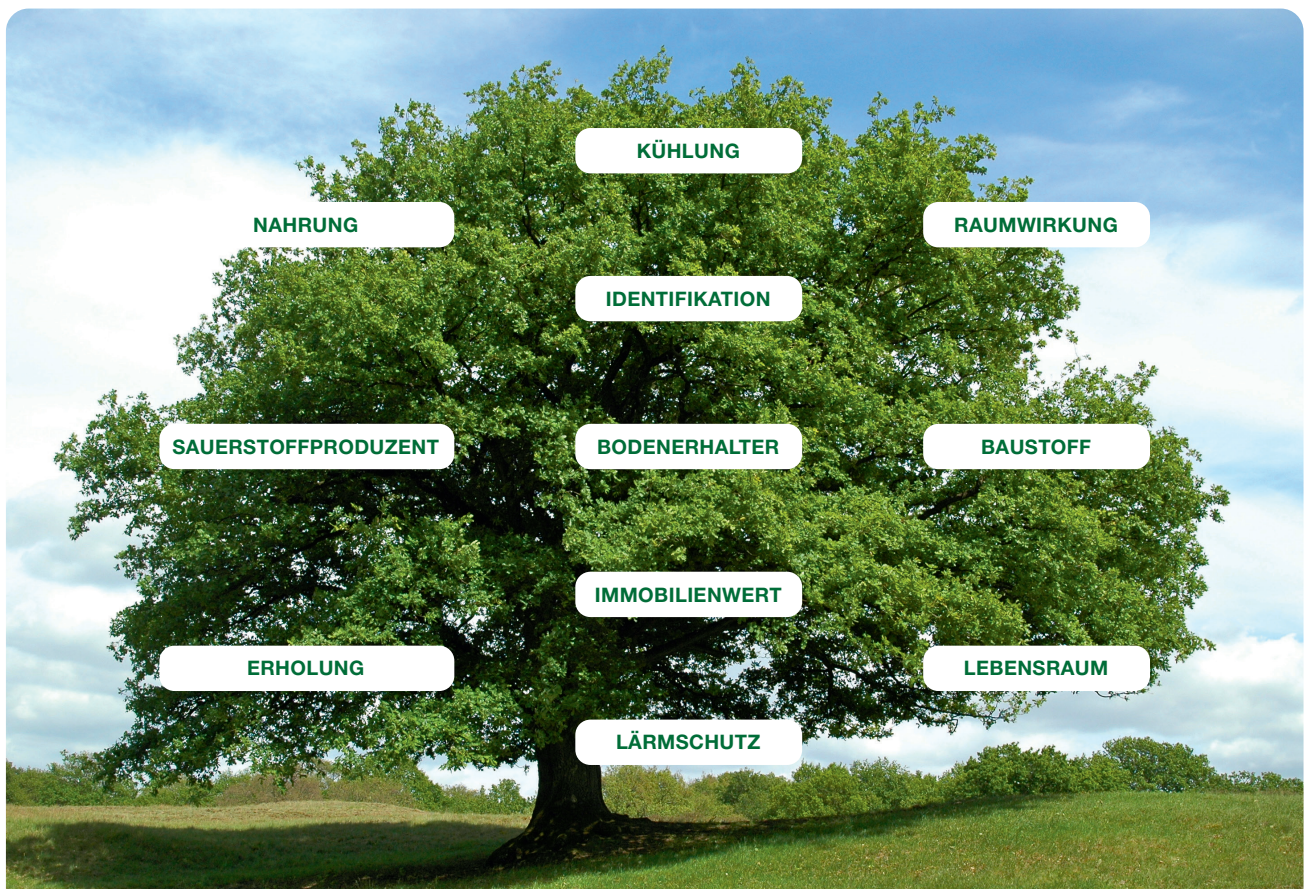 KÜHLUNG
NAHRUNG
RAUMWIRKUNG
IDENTIFIKATION
SAUERSTOFFPRODUZENT
BODENERHALTER
BAUSTOFF
IMMOBILIENWERT
ERHOLUNG
LEBENSRAUM
LÄRMSCHUTZ